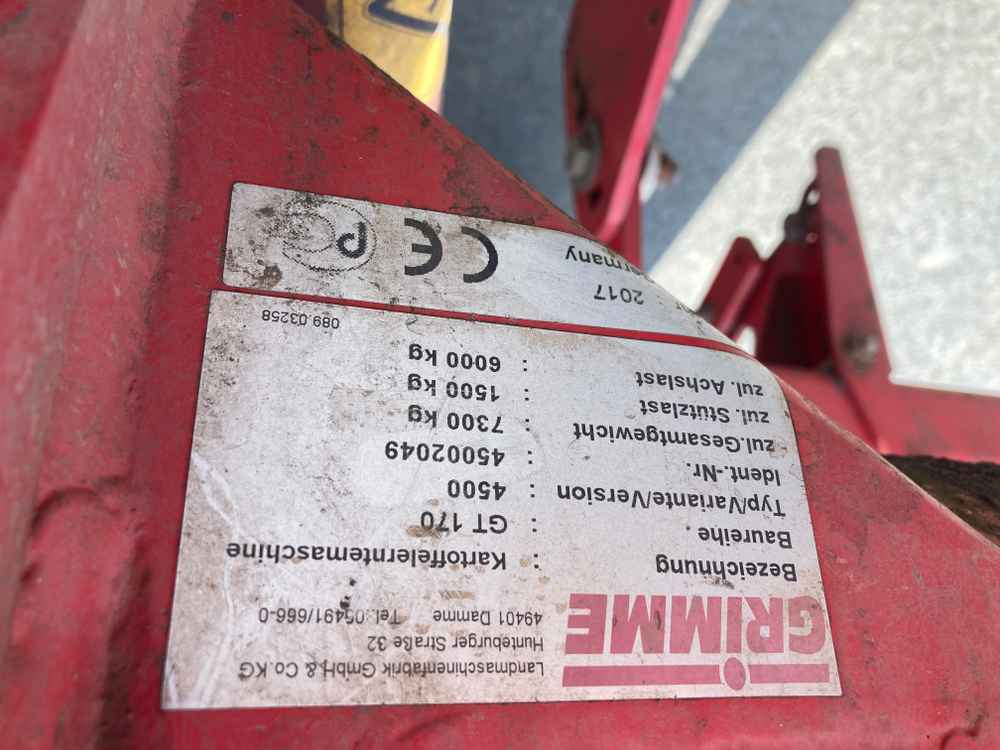 GRIMME
Landmaschinenfabrik GmbH & Co.KG
Hunteburger Straße 32
49401 Damme Tel.:05491/666-0
Bezeichnung : Kartoffelerntemaschine
Baureihe : GT 170
Typ/Variante/Version : 4500
Ident.-Nr. : 45002049
zul.Gesamtgewicht : 7300 kg
zul. Stützlast : 1500 kg
zul. Achslast : 6000 kg
089.03258
: 2017
ermany
CE